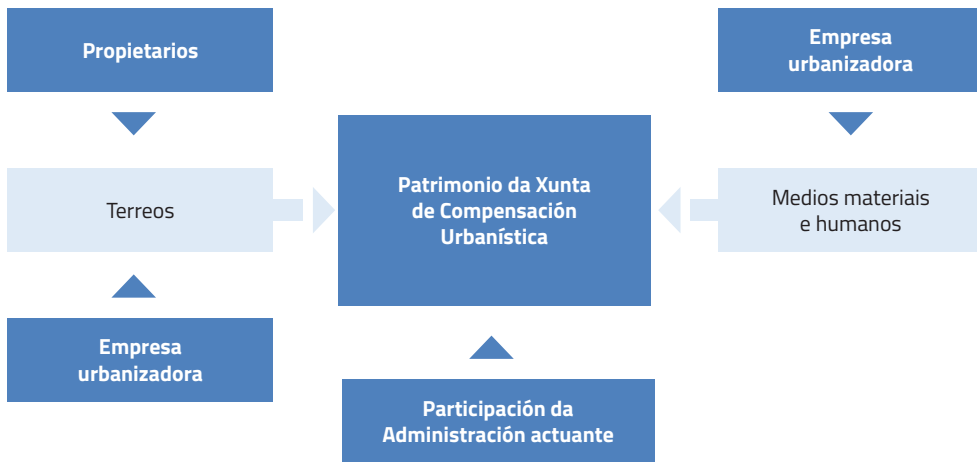 Propietarios
Empresa
urbanizadora
Terreos
Patrimonio da Xunta
de Compensación
Urbanística
Medios materiais
e humanos
Empresa
urbanizadora
Participación da
Administración actuante